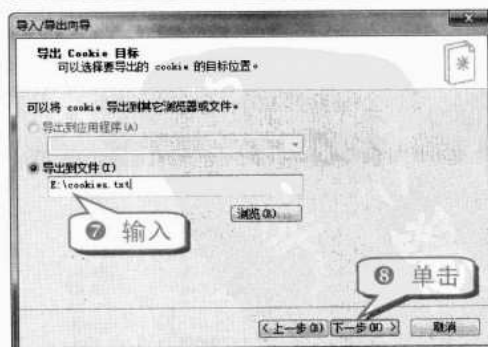 导入/导出向导
导出 Cookie 目标
可以选择要导出的 cookie 的目标位置。
可以将 cookie 导出到其它浏览器或文件。
导出到应用程序(A)
导出到文件(I)
E:\cookies.txt
浏览(R)...
❼ 输入
❽ 单击
<上一步(B) 下一步(N)> 取消